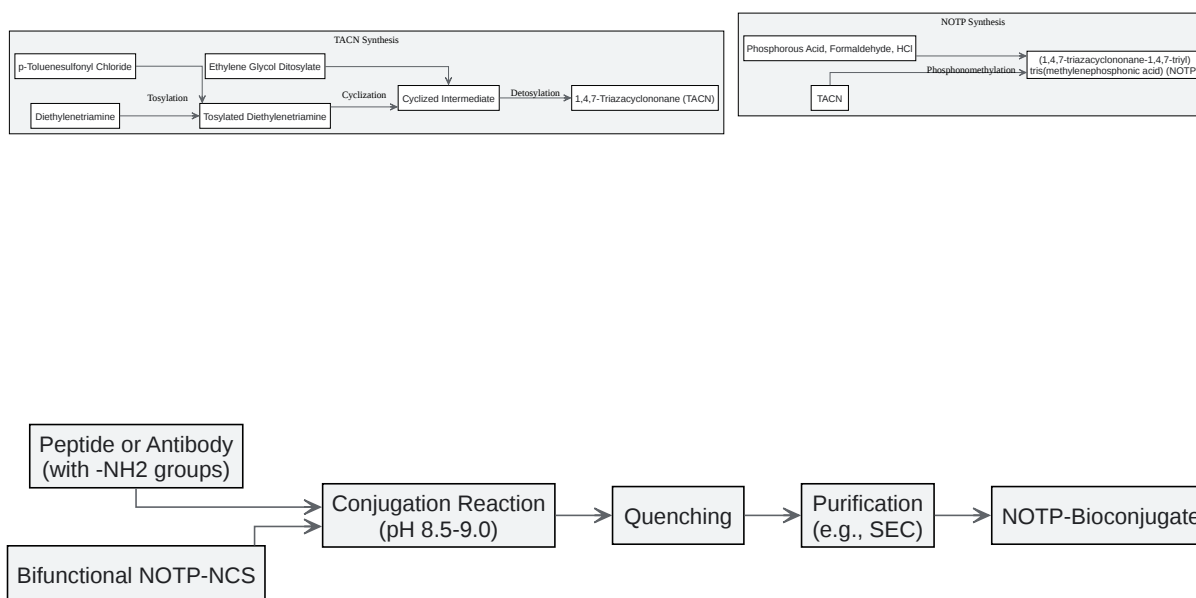 TACN Synthesis
p-Toluenesulfonyl Chloride
Ethylene Glycol Ditosylate
Tosylation
Cyclization
Cyclized Intermediate
Detosylation
1,4,7-Triazacyclononane (TACN)
Diethylenetriamine
Tosylated Diethylenetriamine
NOTP Synthesis
Phosphorous Acid, Formaldehyde, HCl
Phosphonomethylation
(1,4,7-triazacyclononane-1,4,7-triyl)
tris(methylenephosphonic acid) (NOTP
TACN
Peptide or Antibody
(with -NH2 groups)
Bifunctional NOTP-NCS
Conjugation Reaction
(pH 8.5-9.0)
Quenching
Purification
(e.g., SEC)
NOTP-Bioconjugate